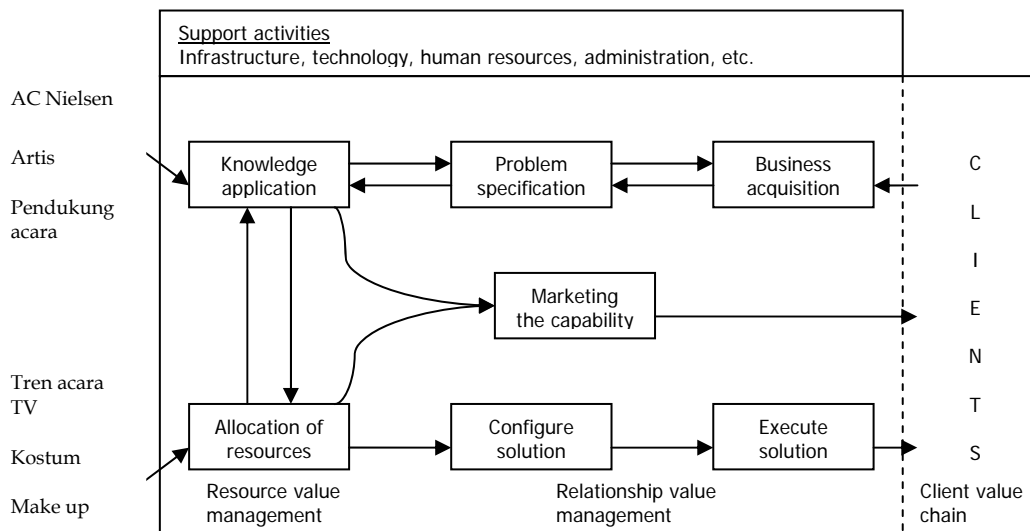 Support activities
Infrastructure, technology, human resources, administration, etc.
AC Nielsen
Artis
Pendukung
acara
Tren acara
TV
Kostum
Make up
Knowledge
application
Problem
specification
Business
acquisition
Marketing
the capability
Allocation of
resources
Configure
solution
Execute
solution
Resource value
management
Relationship value
management
C
L
I
E
N
T
S
Client value
chain